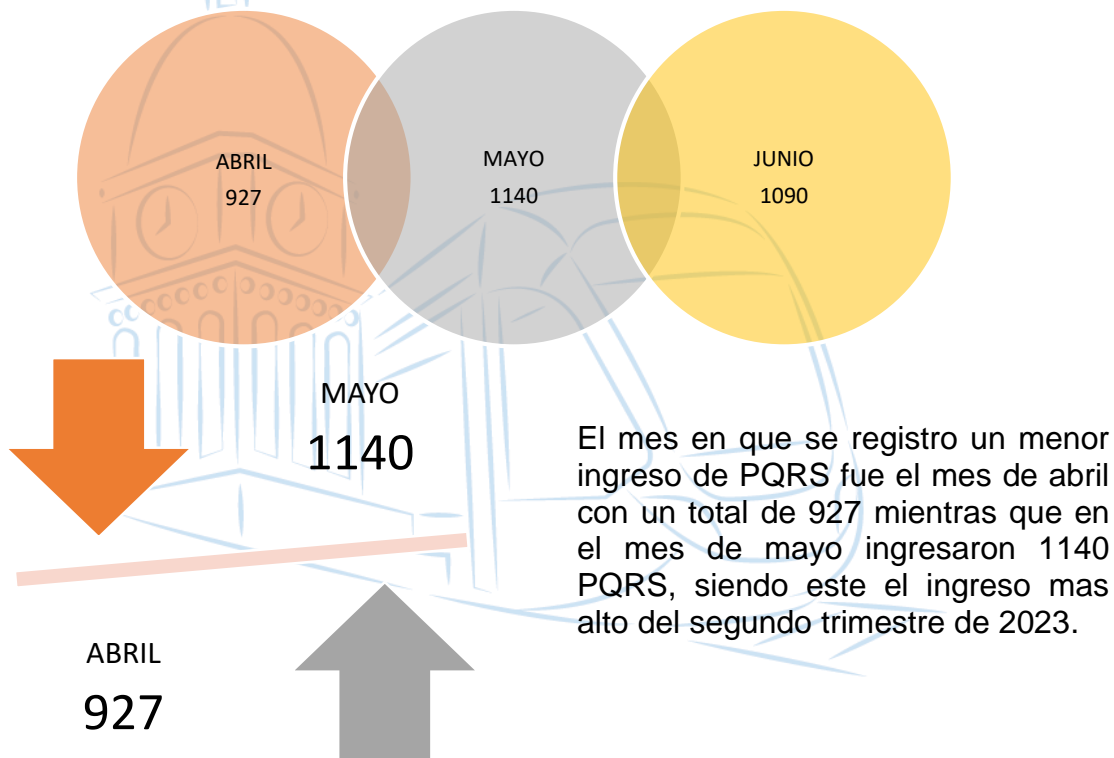 ABRIL
927
MAYO
1140
JUNIO
1090
MAYO
1140
ABRIL
927
El mes en que se registro un menor
ingreso de PQRS fue el mes de abril
con un total de 927 mientras que en
el mes de mayo ingresaron 1140
PQRS, siendo este el ingreso mas
alto del segundo trimestre de 2023.